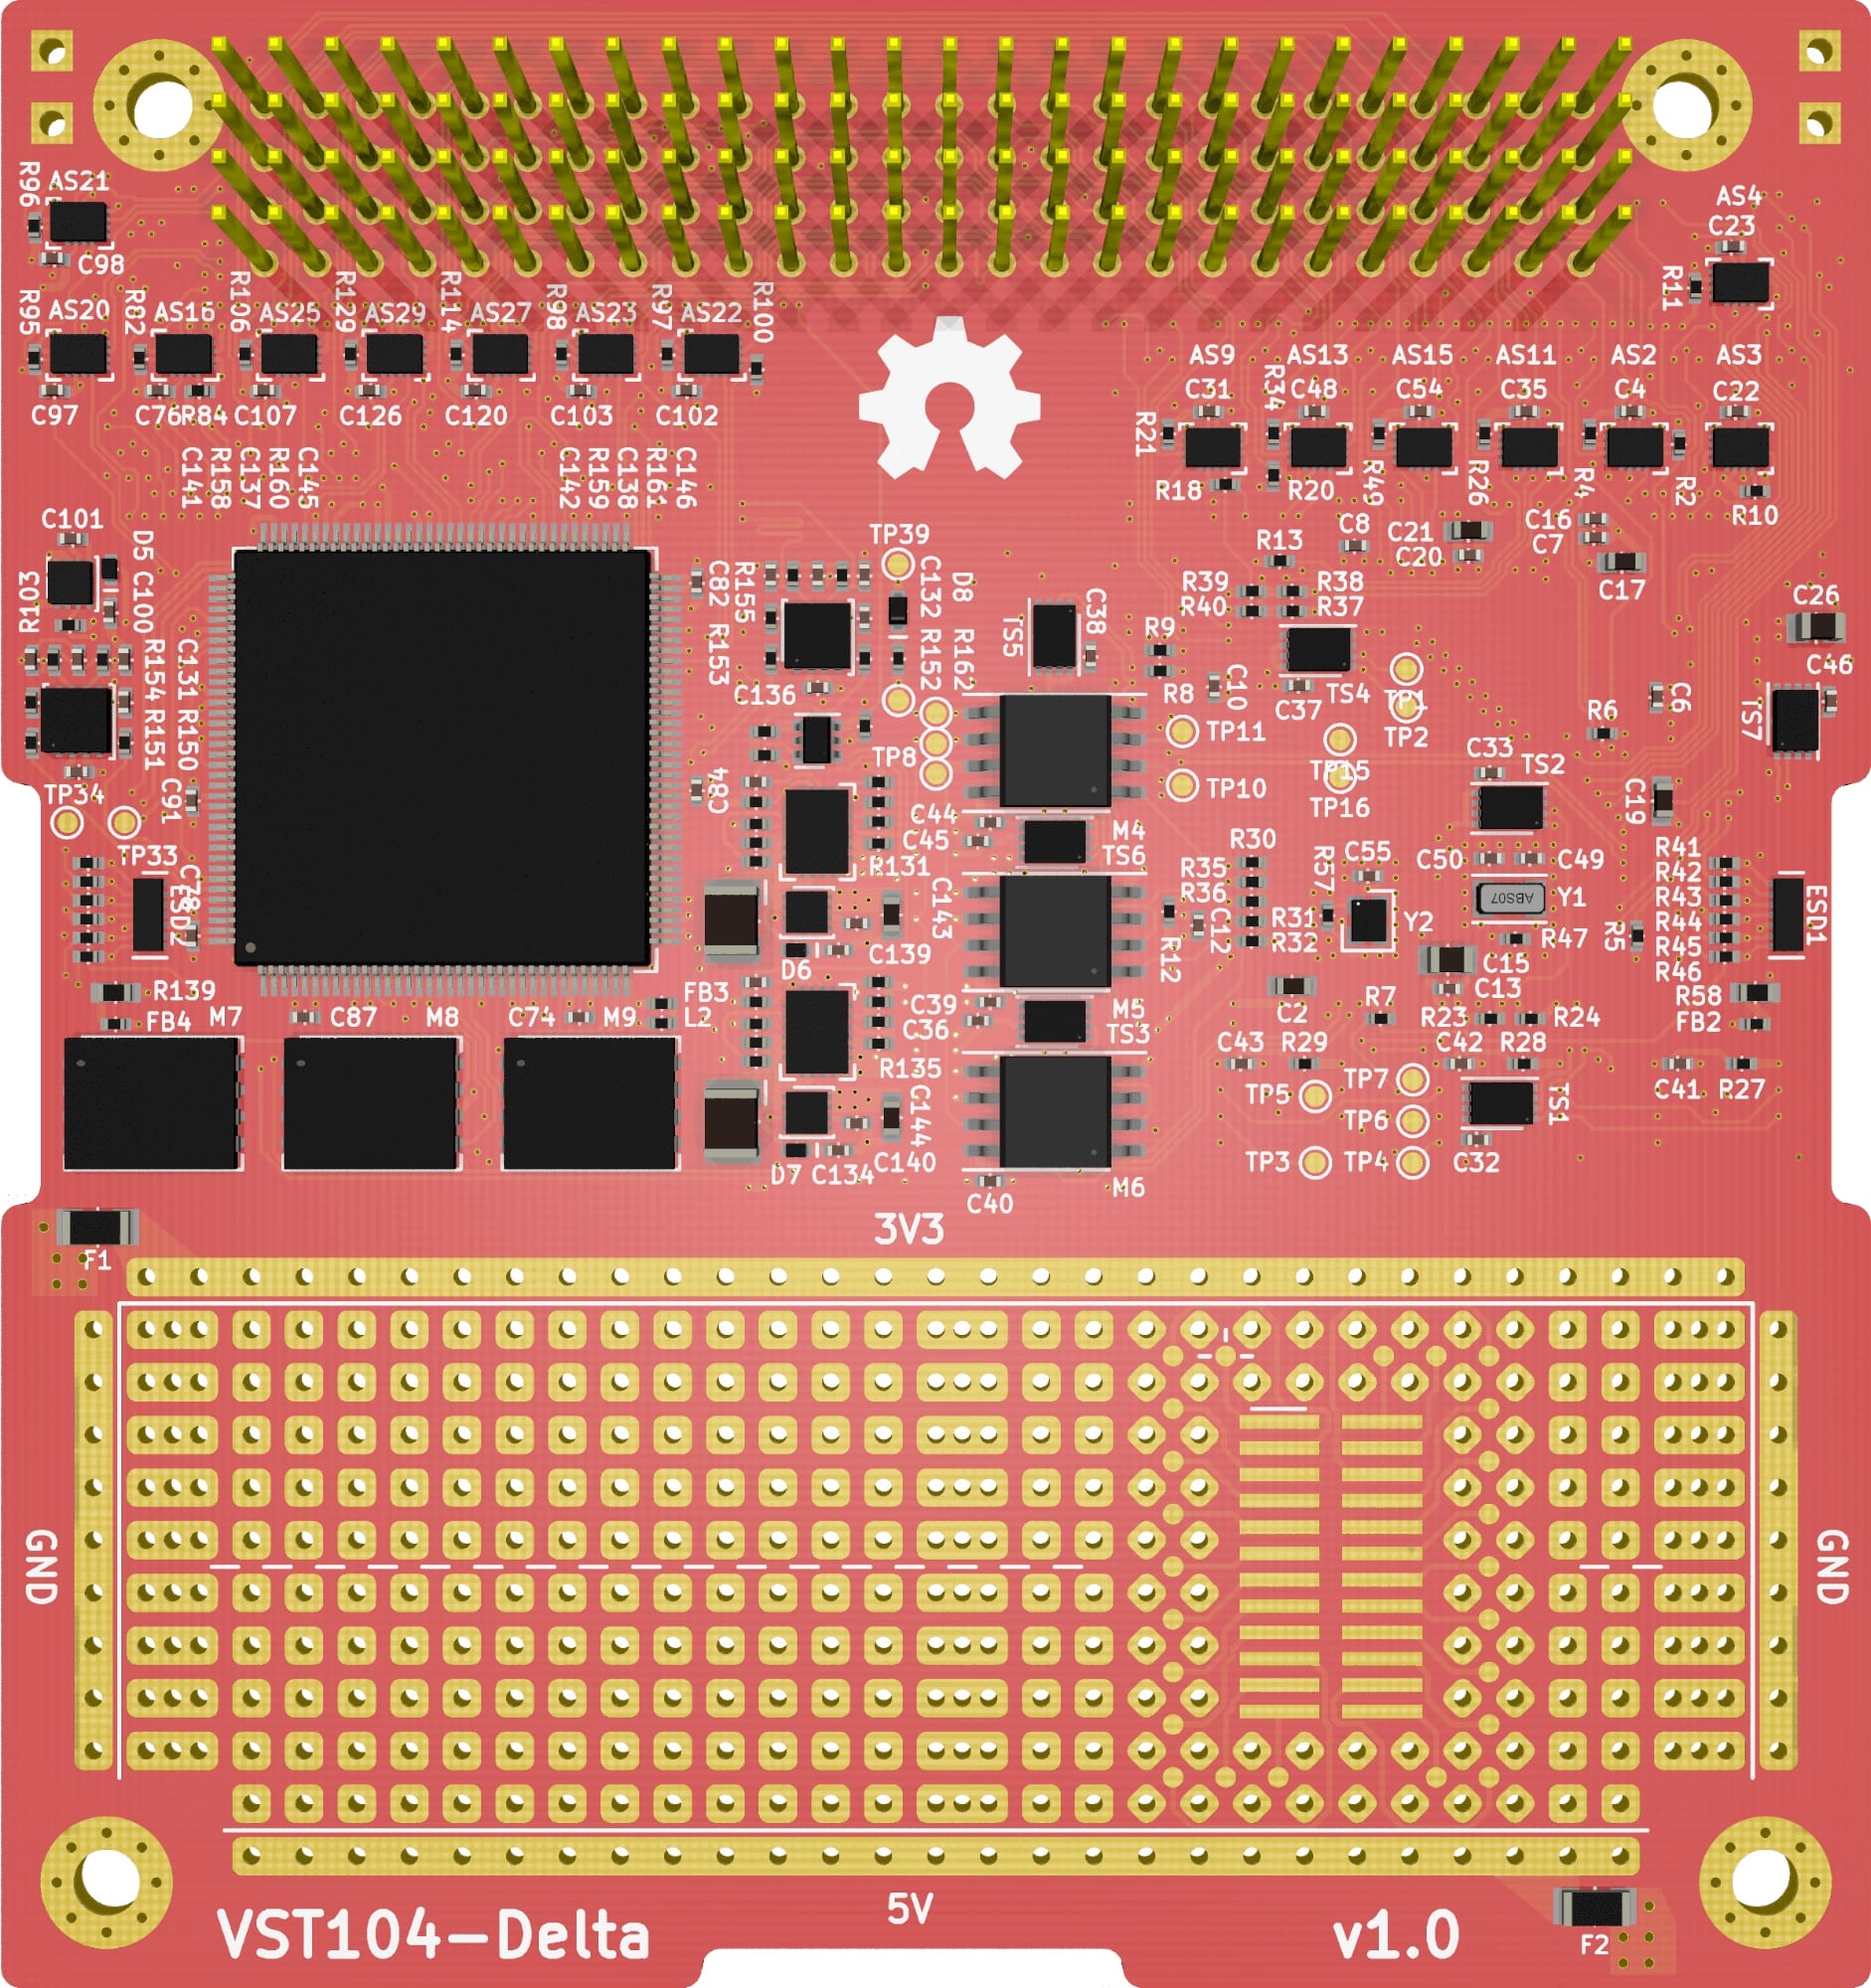 R96
AS21
C98
AS4
C23
R11
R95
AS20
C97
R82
AS16
C76
R84
R106
AS25
C107
R129
AS29
C126
R114
AS27
C120
R98
AS23
C103
R97
AS22
C102
R100
AS9
C31
R21
R18
AS13
C48
R34
R20
AS15
C54
R49
AS11
C35
R26
AS2
C4
R4
R2
AS3
C22
R10
C141
R158
C137
R160
C145
C142
R159
C138
R161
C146
C101
D5
C100
R103
R154
R151
C131
R150
C91
TP34
TP33
ESD2
C78
R139
FB4
M7
C87
M8
C74
M9
FB3
L2
C82
R153
R155
C136
C84
TP39
C132
R152
D8
R162
TP8
TS5
C38
R9
R8
C10
TP11
TP10
C44
C45
R131
M4
TS6
C143
C139
D6
C39
C36
R135
M5
TS3
C144
D7
C134
C140
C40
M6
R13
C8
C21
C20
C16
C7
C17
R39
R40
R38
R37
C37
TS4
TP1
TP2
TP15
TP16
C26
C46
TS7
C6
R6
C33
TS2
C19
R30
R35
R36
R31
R32
C12
R12
R57
C55
Y2
C50
C49
ABS07
Y1
R47
R5
R41
R42
R43
R44
R45
R46
ESD1
C15
C13
C2
R7
R23
R24
R58
FB2
C43
R29
C42
R28
C41
R27
TP5
TP7
TP6
TP3
TP4
TS1
C32
F1
3V3
GND
GND
5V
VST104-Delta
v1.0
F2